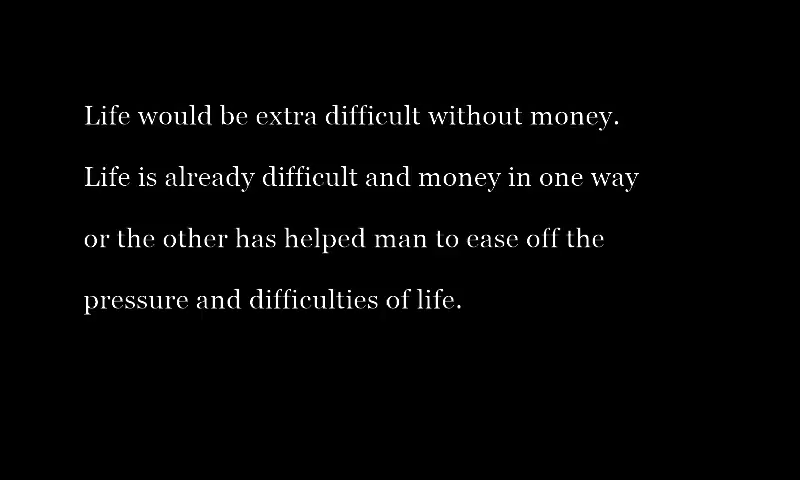 Life would be extra difficult without money.
Life is already difficult and money in one way
or the other has helped man to ease off the
pressure and difficulties of life.